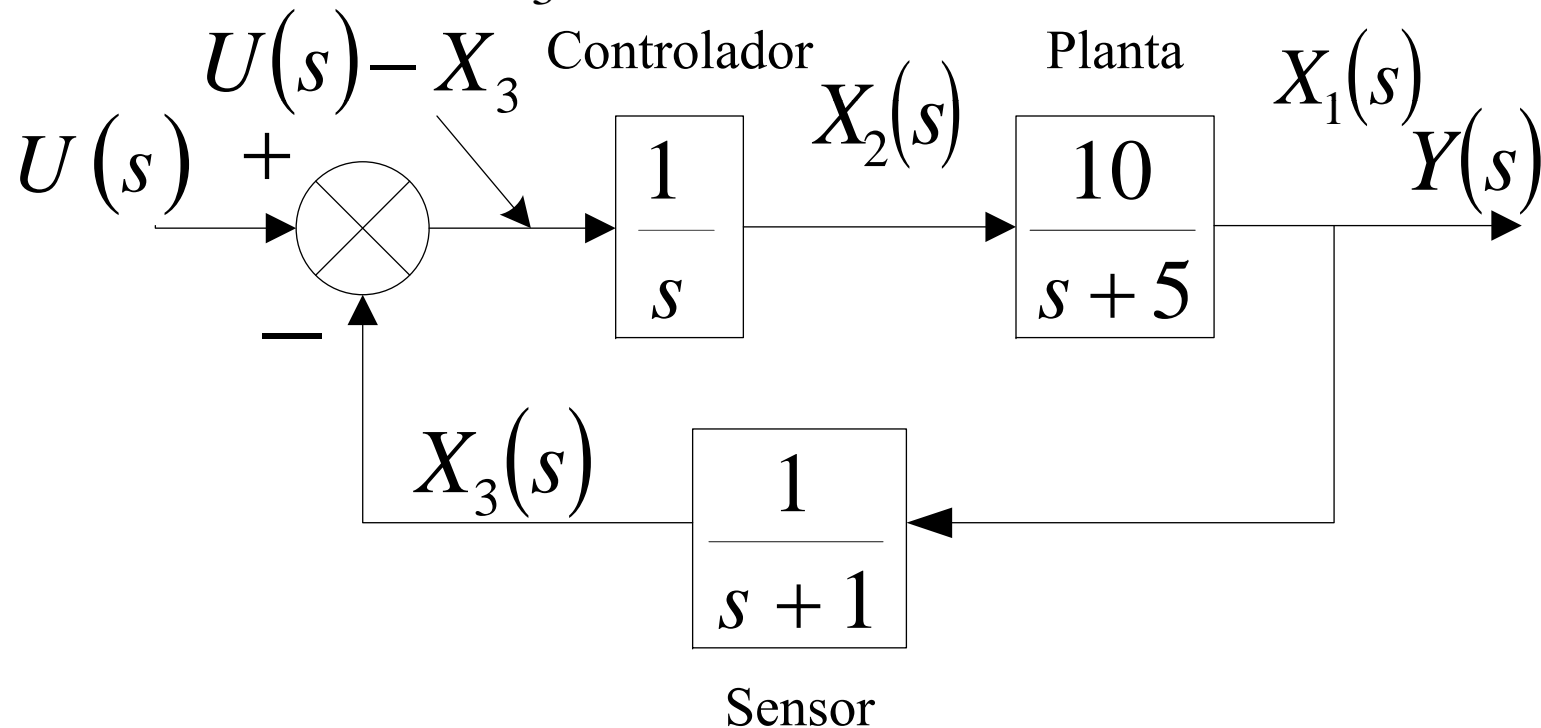 U(s) − X₃
Controlador
Planta
X₁(s)
U(s)
+
X₂(s)
Y(s)
1
s
10
s + 5
−
X₃(s)
1
s + 1
Sensor